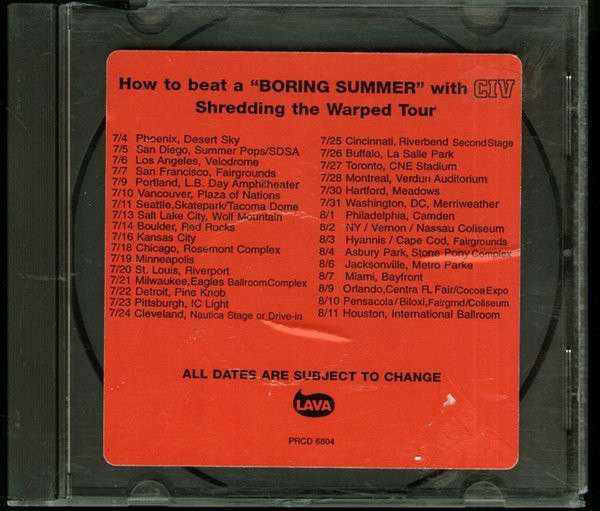 How to beat a "BORING SUMMER" with CIV
Shredding the Warped Tour
7/4 Phoenix, Desert Sky
7/5 San Diego, Summer Pops/SDSA
7/6 Los Angeles, Velodrome
7/7 San Francisco, Fairgrounds
7/9 Portland, L.B. Day Amphitheater
7/10 Vancouver, Plaza of Nations
7/11 Seattle,Skatepark/Tacoma Dome
7/13 Salt Lake City, Wolf Mountain
7/14 Boulder, Red Rocks
7/16 Kansas City
7/18 Chicago, Rosemont Complex
7/19 Minneapolis
7/20 St. Louis, Riverport
7/21 Milwaukee,Eagles Ballroom Complex
7/22 Detroit, Pine Knob
7/23 Pittsburgh, IC Light
7/24 Cleveland, Nautica Stage or Drive-in
7/25 Cincinnati, Riverbend Second Stage
7/26 Buffalo, La Salle Park
7/27 Toronto, CNE Stadium
7/28 Montreal, Verdun Auditorium
7/30 Hartford, Meadows
7/31 Washington, DC, Merriweather
8/1 Philadelphia, Camden
8/2 NY / Vernon / Nassau Coliseum
8/3 Hyannis / Cape Cod, Fairgrounds
8/4 Asbury Park, Stone Pony Complex
8/6 Jacksonville, Metro Parke
8/7 Miami, Bayfront
8/9 Orlando,Centra FL Fair/Cocoa Expo
8/10 Pensacola/ Biloxi,Fairgrnd/Coliseum
8/11 Houston, International Ballroom
ALL DATES ARE SUBJECT TO CHANGE
LAVA
PRCD 6804